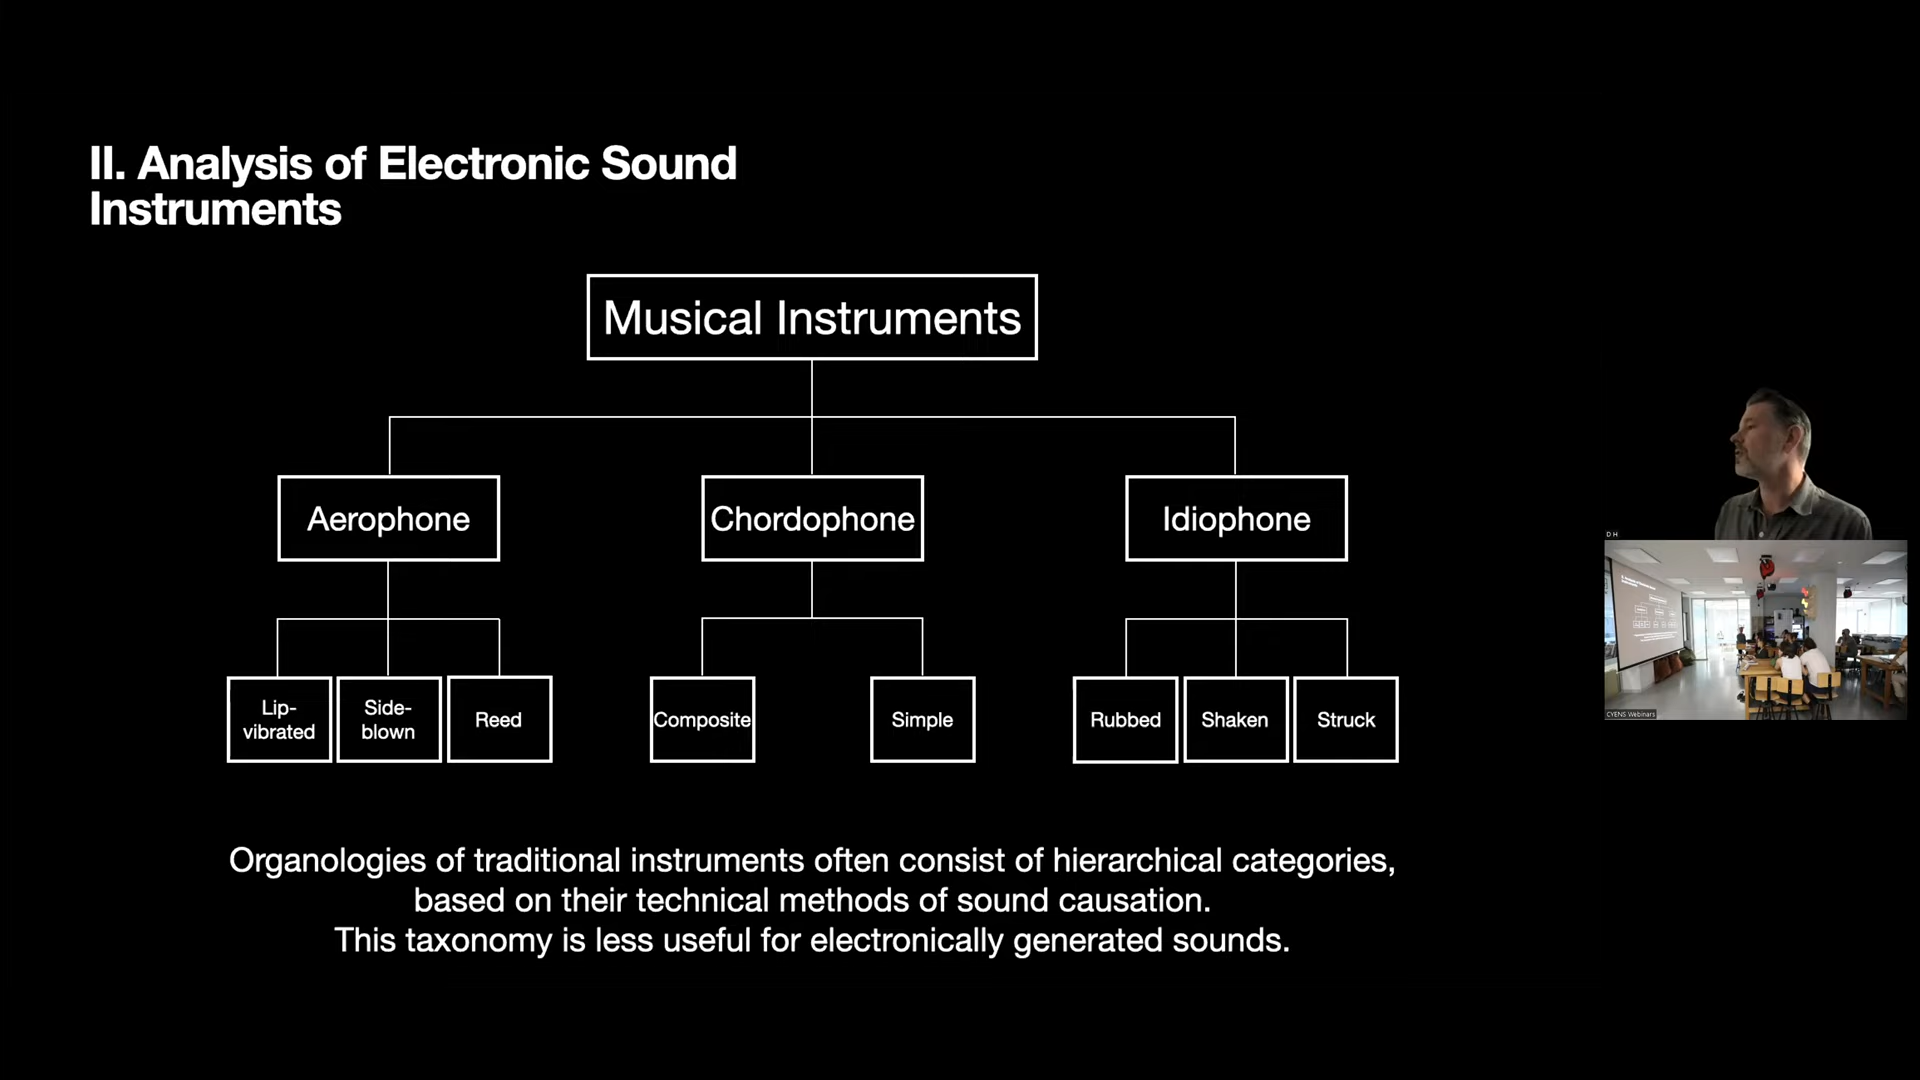 II. Analysis of Electronic Sound
Instruments
Musical Instruments
Aerophone
Chordophone
Idiophone
Lip-
vibrated
Side-
blown
Reed
Composite
Simple
Rubbed
Shaken
Struck
Organologies of traditional instruments often consist of hierarchical categories,
based on their technical methods of sound causation.
This taxonomy is less useful for electronically generated sounds.
D H
CYENS Webinars